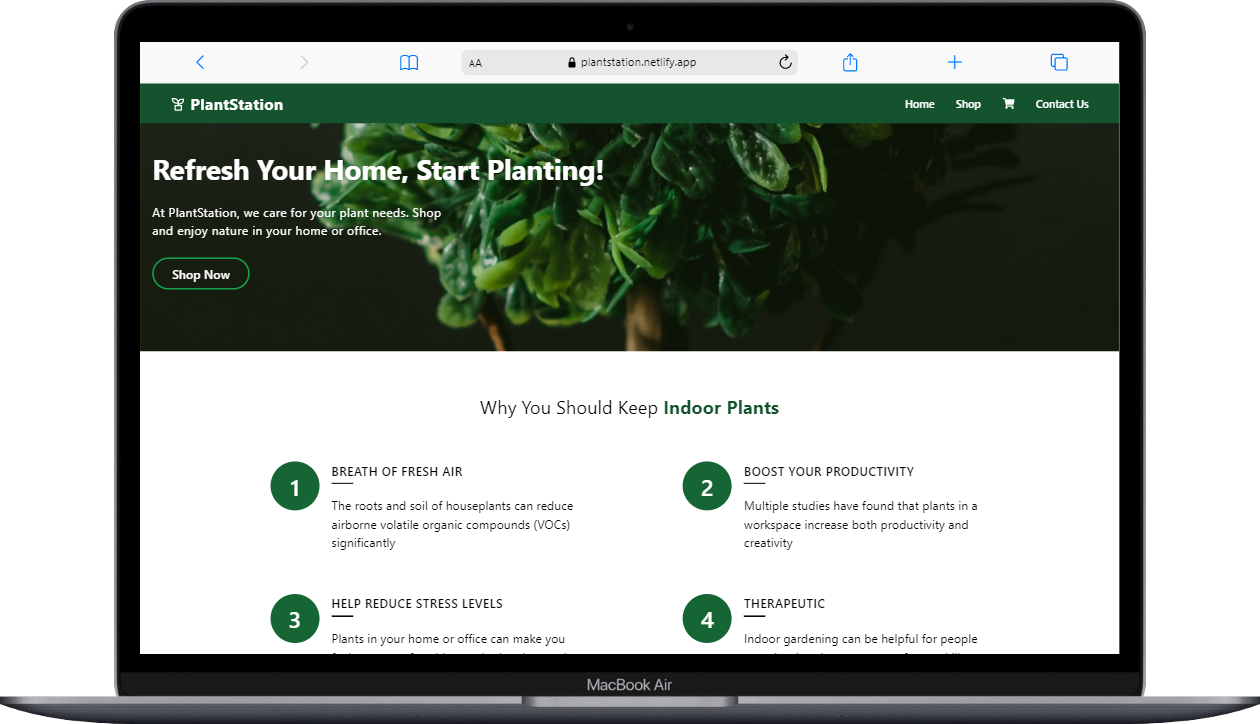 AA plantstation.netlify.app
PlantStation Home Shop Contact Us
Refresh Your Home, Start Planting!
At PlantStation, we care for your plant needs. Shop
and enjoy nature in your home or office.
Shop Now
Why You Should Keep Indoor Plants
1 BREATH OF FRESH AIR
The roots and soil of houseplants can reduce
airborne volatile organic compounds (VOCs)
significantly
2 BOOST YOUR PRODUCTIVITY
Multiple studies have found that plants in a
workspace increase both productivity and
creativity
3 HELP REDUCE STRESS LEVELS
Plants in your home or office can make you
4 THERAPEUTIC
Indoor gardening can be helpful for people
MacBook Air